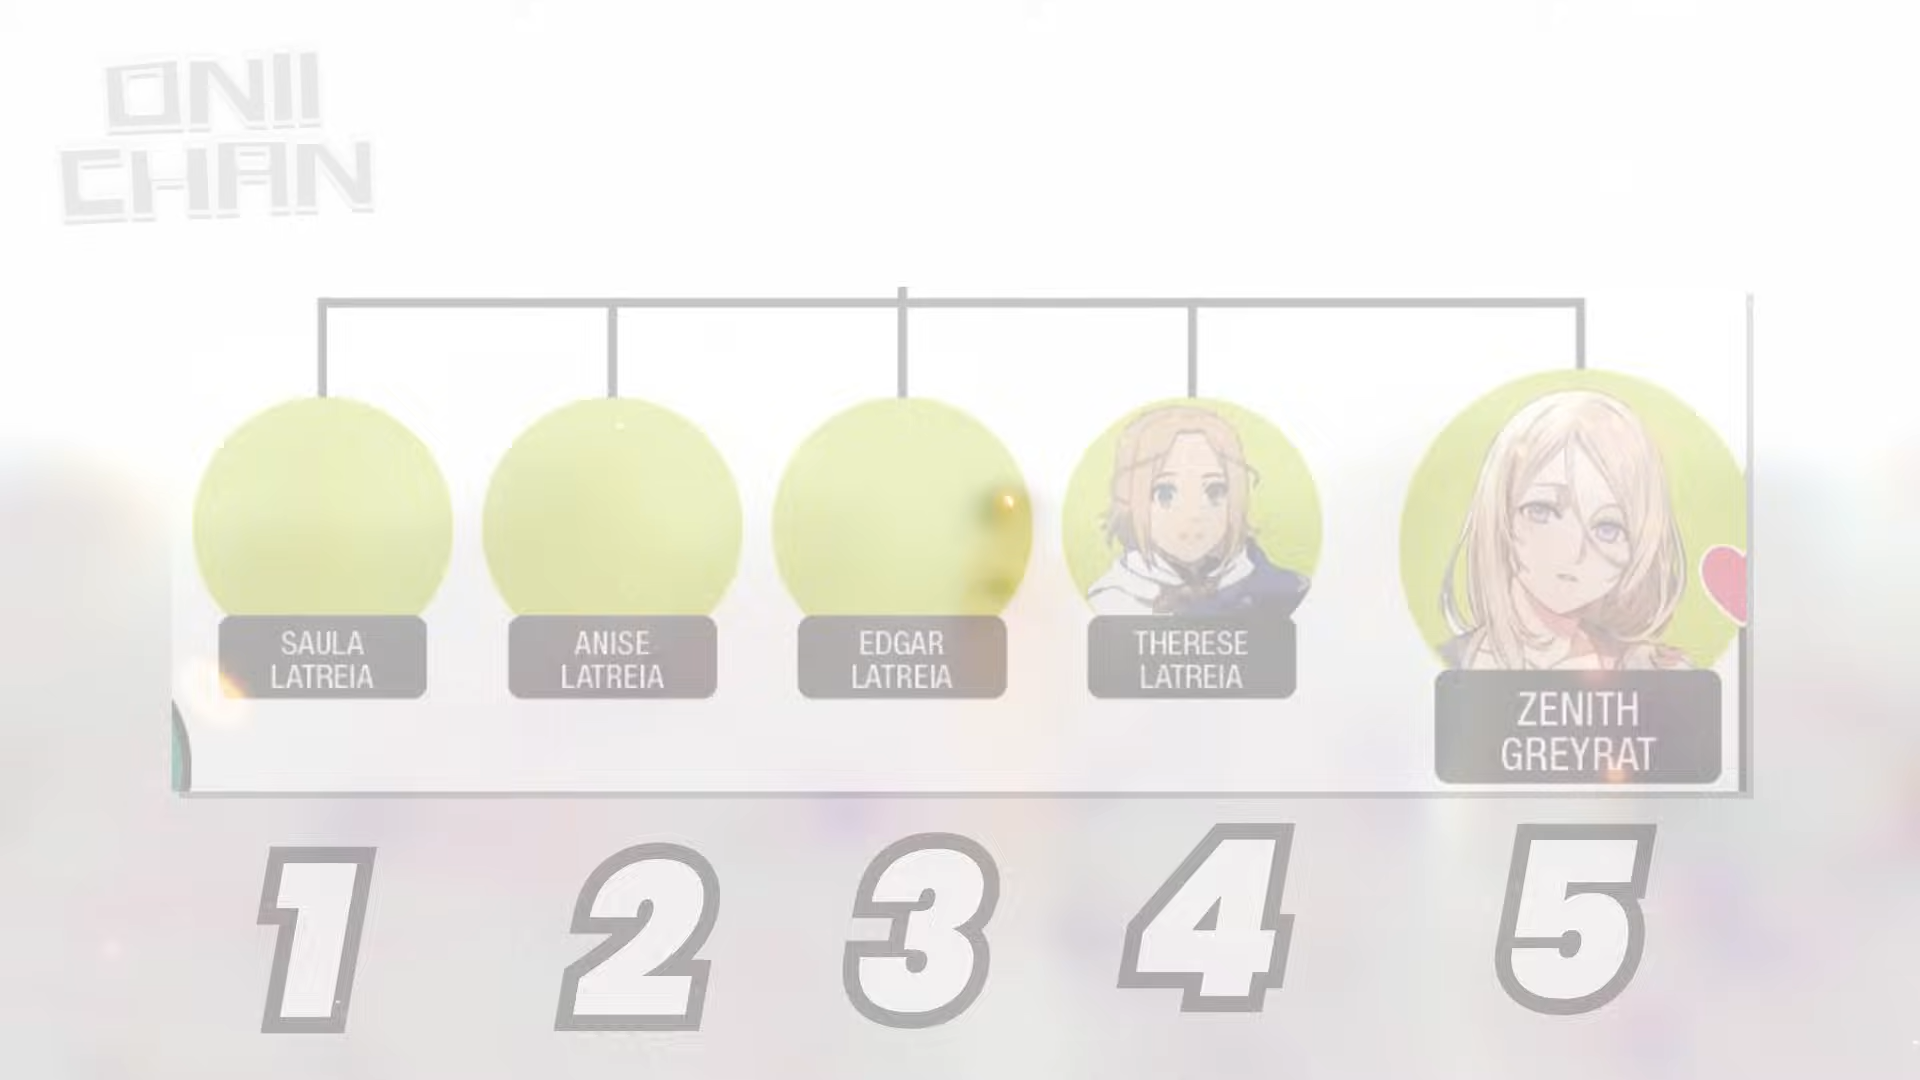 ONII
CHAN
SAULA
LATREIA
ANISE
LATREIA
EDGAR
LATREIA
THERESE
LATREIA
ZENITH
GREYRAT
1 2 3 4 5